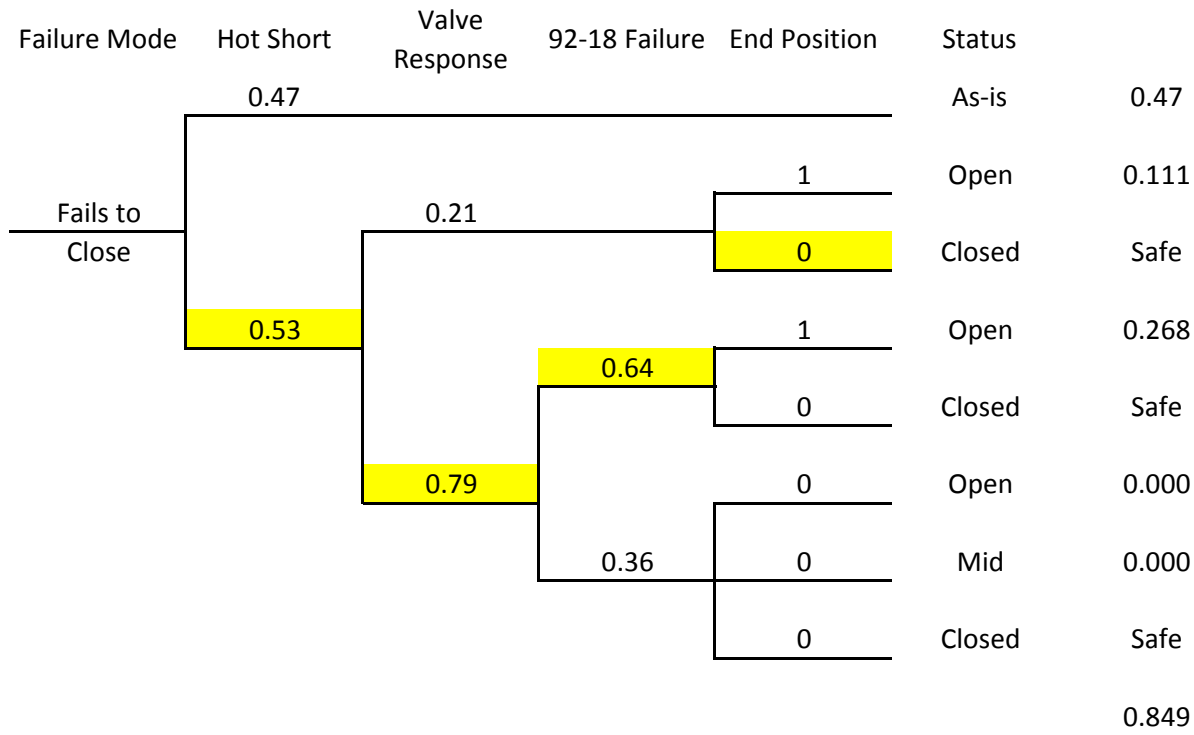 Failure Mode Hot Short Valve Response 92-18 Failure End Position Status
0.47 As-is 0.47
1 Open 0.111
Fails to 0.21
Close 0 Closed Safe
0.53 1 Open 0.268
0.64
0 Closed Safe
0.79 0 Open 0.000
0.36 0 Mid 0.000
0 Closed Safe
0.849